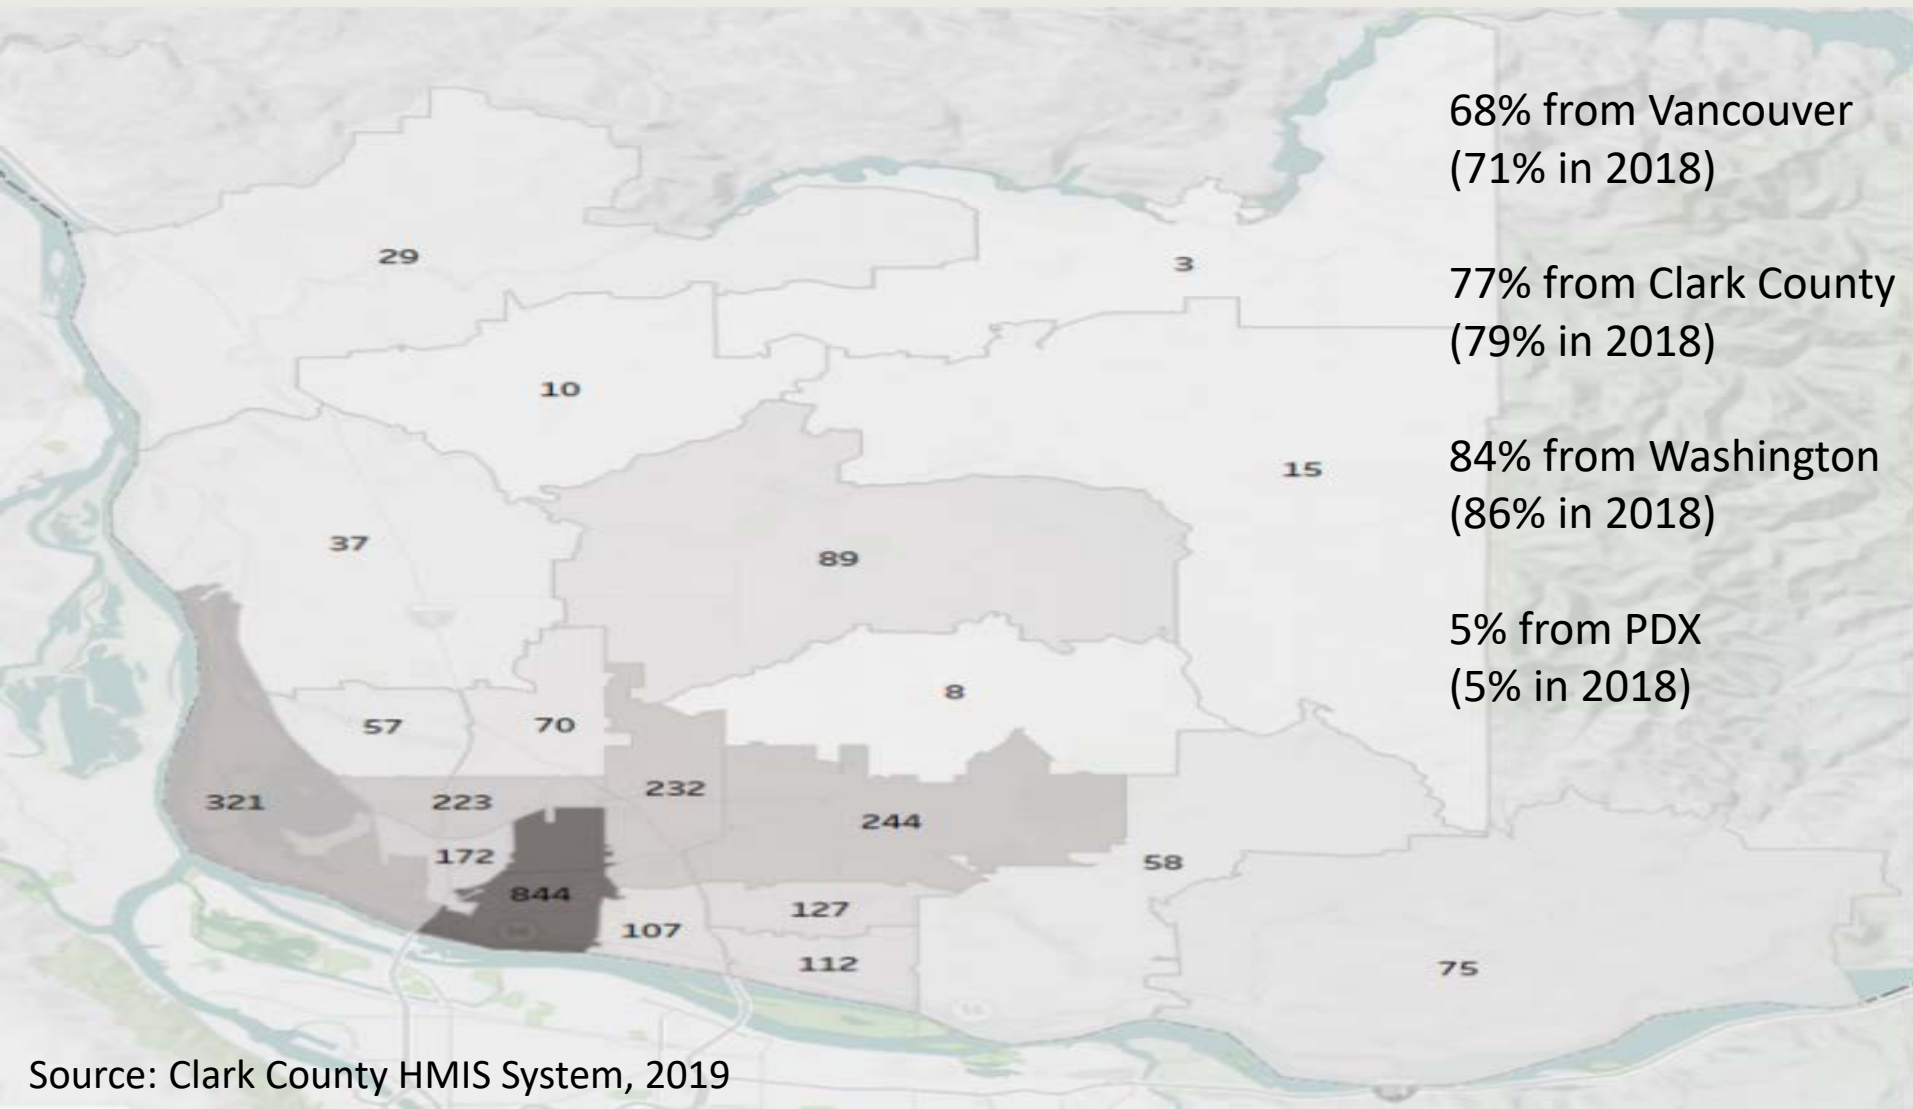 68% from Vancouver
(71% in 2018)
29
3
77% from Clark County
(79% in 2018)
10
15
84% from Washington
(86% in 2018)
37
89
5% from PDX
(5% in 2018)
8
57
70
232
321
223
244
172
58
844
127
107
112
75
Source: Clark County HMIS System, 2019